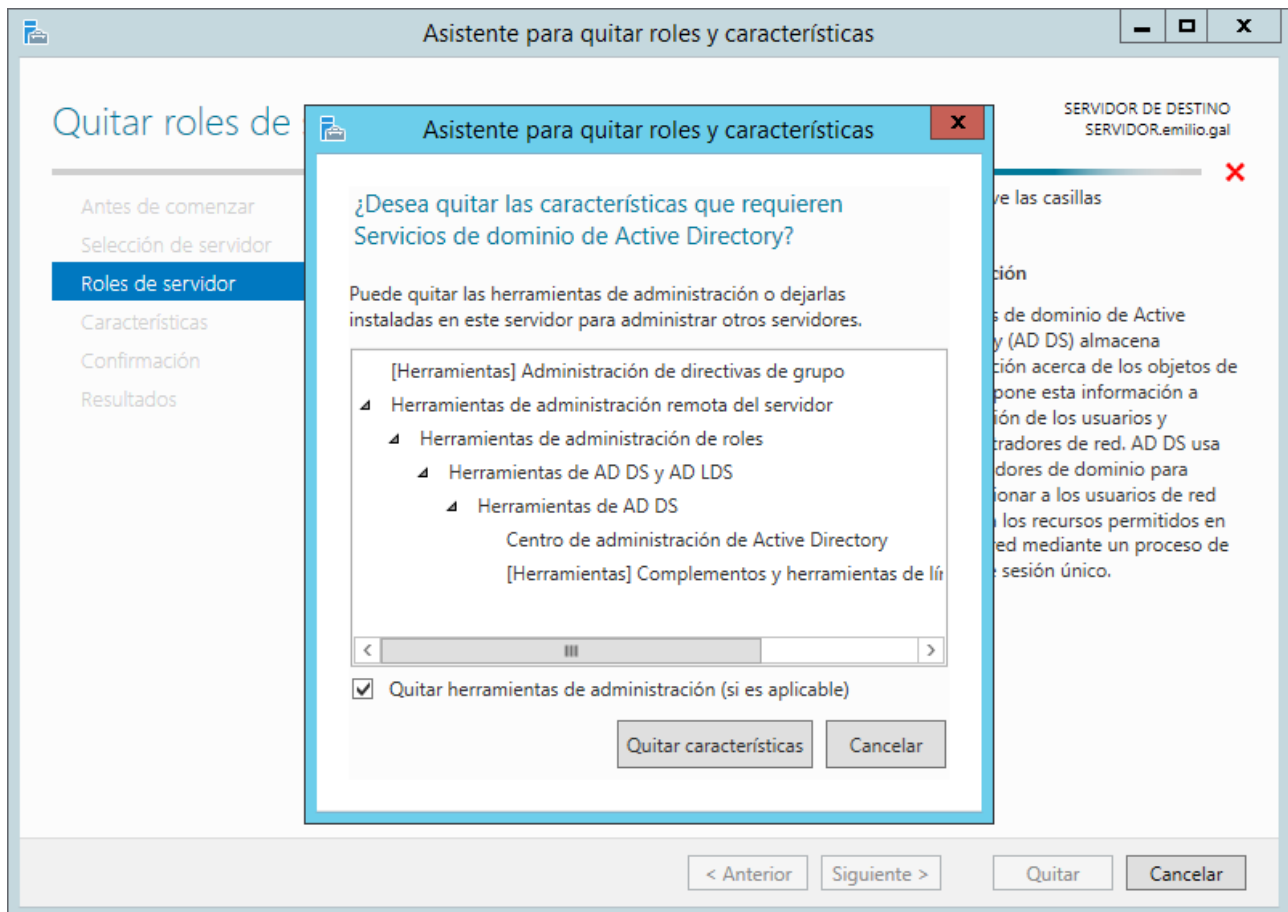 Asistente para quitar roles y características
Quitar roles de
SERVIDOR DE DESTINO
SERVIDOR.emilio.gal
Antes de comenzar
Selección de servidor
Roles de servidor
Características
Confirmación
Resultados
Asistente para quitar roles y características
¿Desea quitar las características que requieren
Servicios de dominio de Active Directory?
Puede quitar las herramientas de administración o dejarlas
instaladas en este servidor para administrar otros servidores.
[Herramientas] Administración de directivas de grupo
Herramientas de administración remota del servidor
Herramientas de administración de roles
Herramientas de AD DS y AD LDS
Herramientas de AD DS
Centro de administración de Active Directory
[Herramientas] Complementos y herramientas de
Quitar herramientas de administración (si es aplicable)
Quitar características
Cancelar
las casillas
de dominio de Active
(AD DS) almacena
acerca de los objetos de
pone esta información a
de los usuarios y
de red. AD DS usa
de dominio para
a los usuarios de red
los recursos permitidos en
red mediante un proceso de
sesión único.
< Anterior
Siguiente >
Quitar
Cancelar